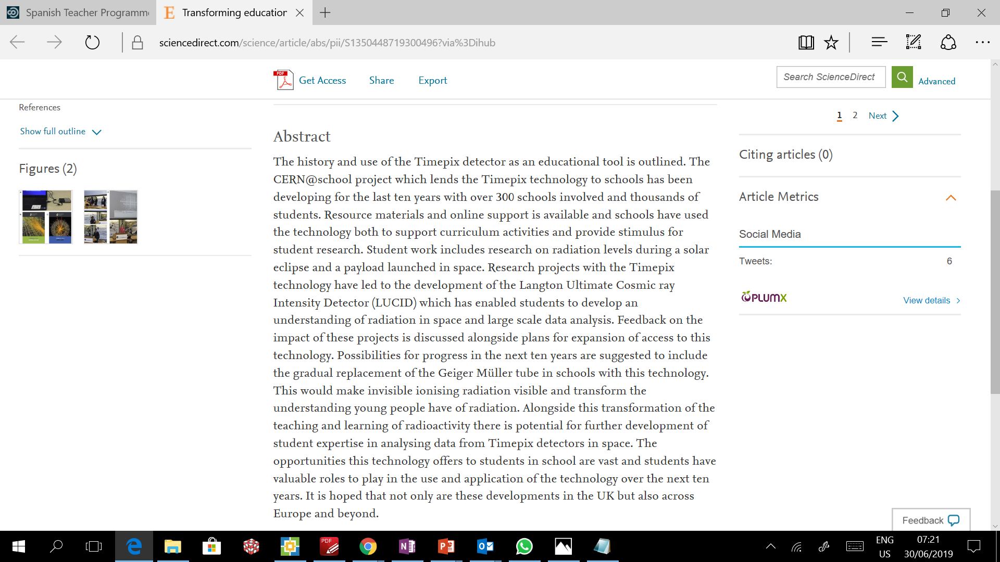 Spanish Teacher Programm
Transforming education
sciencedirect.com/science/article/abs/pii/S1350448719300496?via%3Dihub
PDF
Get Access
Share
Export
Search ScienceDirect
Advanced
References
Show full outline
Figures (2)
Abstract
The history and use of the Timepix detector as an educational tool is outlined. The
CERN@school project which lends the Timepix technology to schools has been
developing for the last ten years with over 300 schools involved and thousands of
students. Resource materials and online support is available and schools have used
the technology both to support curriculum activities and provide stimulus for
student research. Student work includes research on radiation levels during a solar
eclipse and a payload launched in space. Research projects with the Timepix
technology have led to the development of the Langton Ultimate Cosmic ray
Intensity Detector (LUCID) which has enabled students to develop an
understanding of radiation in space and large scale data analysis. Feedback on the
impact of these projects is discussed alongside plans for expansion of access to this
technology. Possibilities for progress in the next ten years are suggested to include
the gradual replacement of the Geiger Müller tube in schools with this technology.
This would make invisible ionising radiation visible and transform the
understanding young people have of radiation. Alongside this transformation of the
teaching and learning of radioactivity there is potential for further development of
student expertise in analysing data from Timepix detectors in space. The
opportunities this technology offers to students in school are vast and students have
valuable roles to play in the use and application of the technology over the next ten
years. It is hoped that not only are these developments in the UK but also across
Europe and beyond.
1 2 Next
Citing articles (0)
Article Metrics
Social Media
Tweets: 6
PLUMX
View details
Feedback
PDF
ENG
US
07:21
30/06/2019